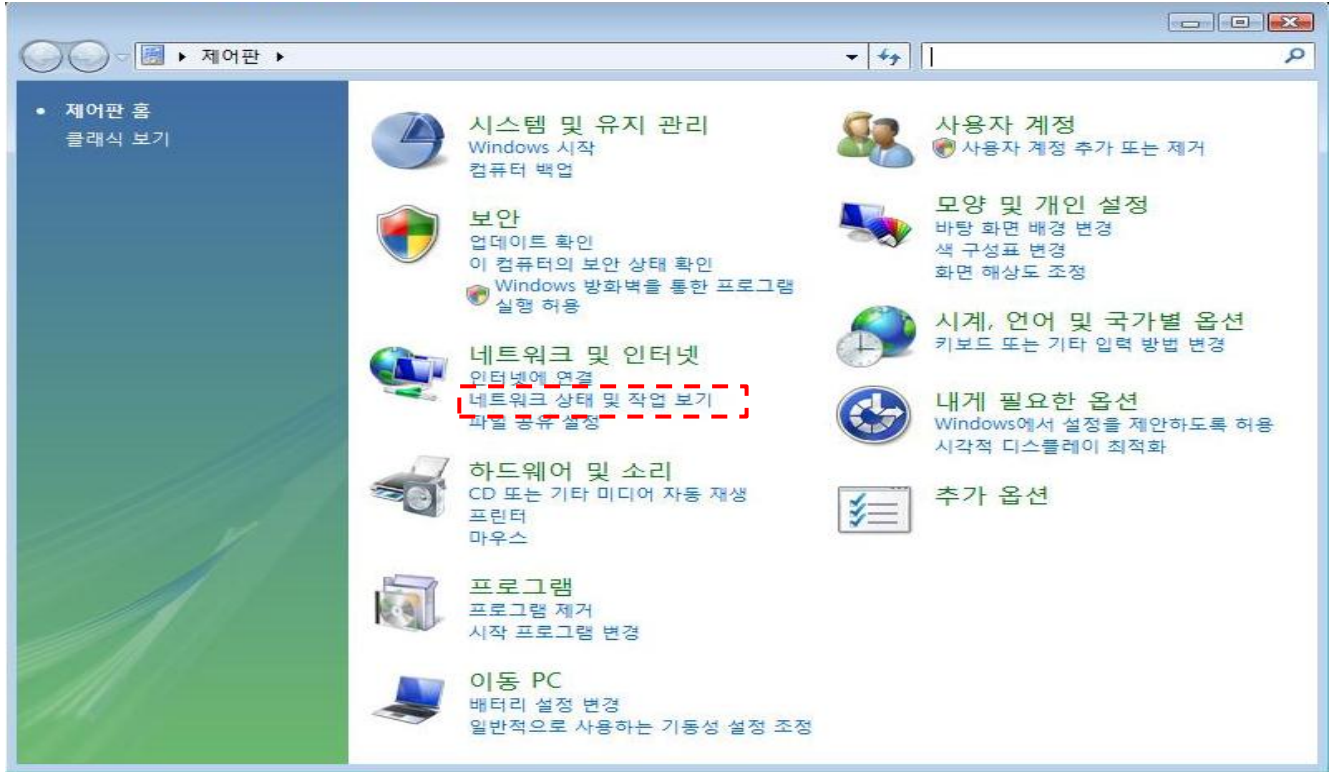 제어판
제어판 홈
클래식 보기
시스템 및 유지 관리
Windows 시작
컴퓨터 백업
보안
업데이트 확인
이 컴퓨터의 보안 상태 확인
Windows 방화벽을 통한 프로그램
실행 허용
네트워크 및 인터넷
인터넷에 연결
네트워크 상태 및 작업 보기
파일 공유 설정
하드웨어 및 소리
CD 또는 기타 미디어 자동 재생
프린터
마우스
프로그램
프로그램 제거
시작 프로그램 변경
이동 PC
배터리 설정 변경
일반적으로 사용하는 기동성 설정 조정
사용자 계정
사용자 계정 추가 또는 제거
모양 및 개인 설정
바탕 화면 배경 변경
색 구성표 변경
화면 해상도 조정
시계, 언어 및 국가별 옵션
키보드 또는 기타 입력 방법 변경
내게 필요한 옵션
Windows에서 설정을 제안하도록 허용
시각적 디스플레이 최적화
추가 옵션